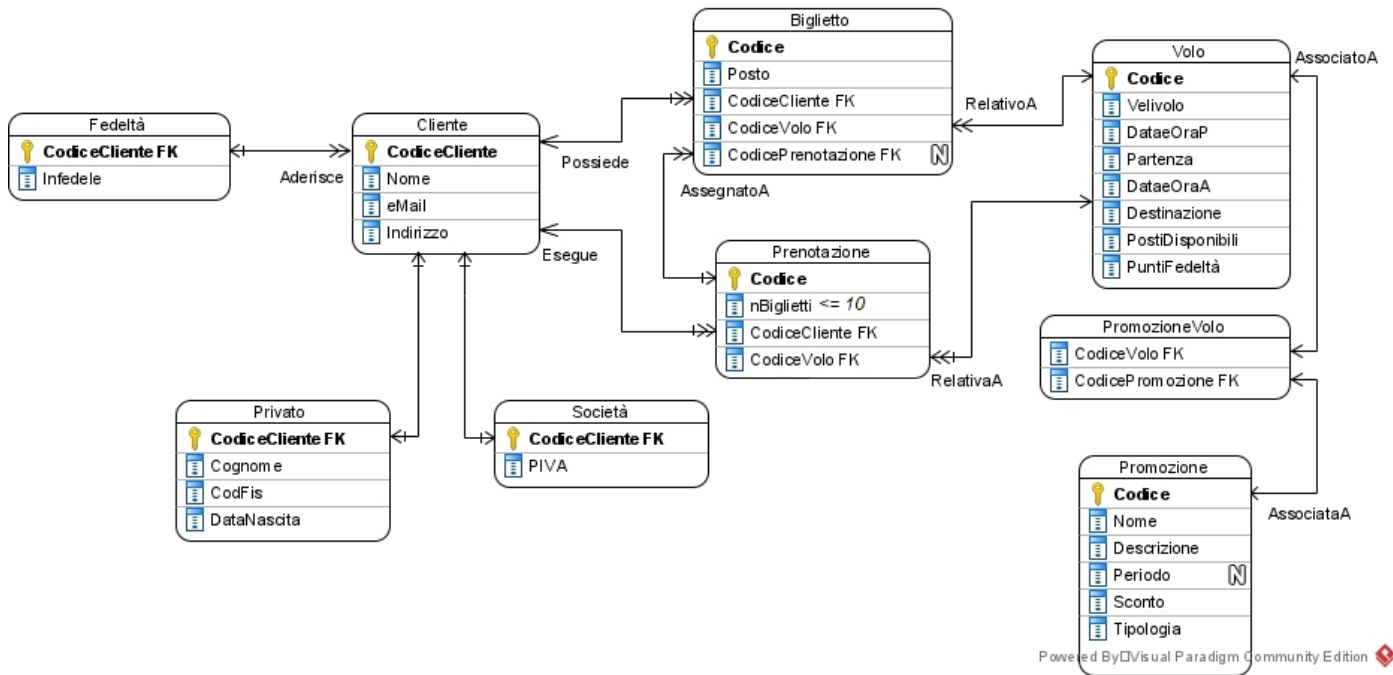 Biglietto
Codice
Posto
CodiceCliente FK
CodiceVolo FK
CodicePrenotazione FK N
Volo
Codice
Velivolo
DataeOraP
Partenza
DataeOraA
Destinazione
PostiDisponibili
PuntiFedeltà
AssociatoA
RelativoA
Fedeltà
CodiceCliente FK
Infedele
Aderisce
Cliente
CodiceCliente
Nome
eMail
Indirizzo
Possiede
AssegnatoA
Esegue
Prenotazione
Codice
nBiglietti <= 10
CodiceCliente FK
CodiceVolo FK
RelativaA
PromozioneVolo
CodiceVolo FK
CodicePromozione FK
Privato
CodiceCliente FK
Cognome
CodFis
DataNascita
Società
CodiceCliente FK
PIVA
Promozione
Codice
Nome
Descrizione
Periodo N
Sconto
Tipologia
AssociataA
Powered By Visual Paradigm Community Edition